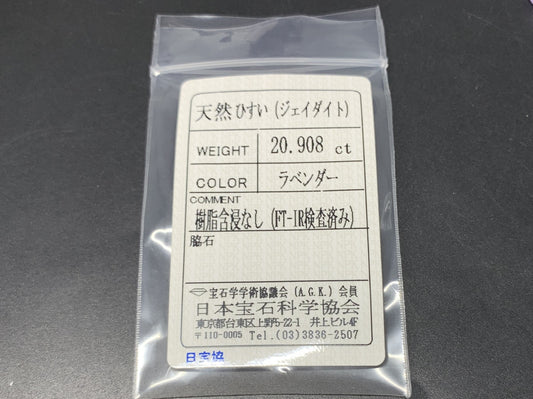 天然ひすい(ジェイダイト)
WEIGHT 20.908 ct
COLOR ラベンダー
COMMENT
樹脂含浸なし (FT-IR検査済み)
脇石
宝石学学術協議会 (A.G.K.) 会員
日本宝石科学協会
東京都台東区上野5-22-1 井上ビル4F
〒110-0005 Tel.(03)3836-2507
日宝協